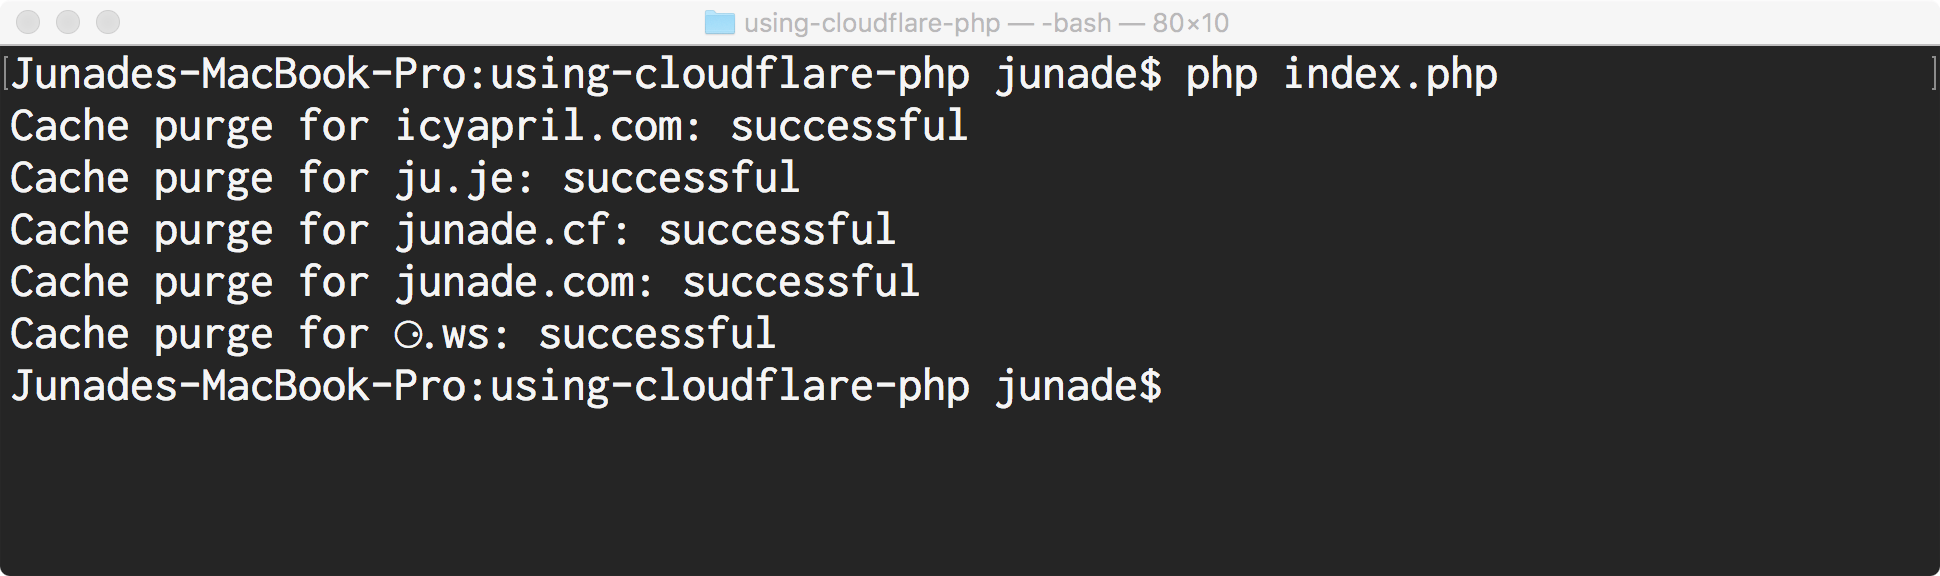 using-cloudflare-php — -bash — 80×10
Junades-MacBook-Pro:using-cloudflare-php junade$ php index.php
Cache purge for icyapril.com: successful
Cache purge for ju.je: successful
Cache purge for junade.cf: successful
Cache purge for junade.com: successful
Cache purge for ⚆.ws: successful
Junades-MacBook-Pro:using-cloudflare-php junade$